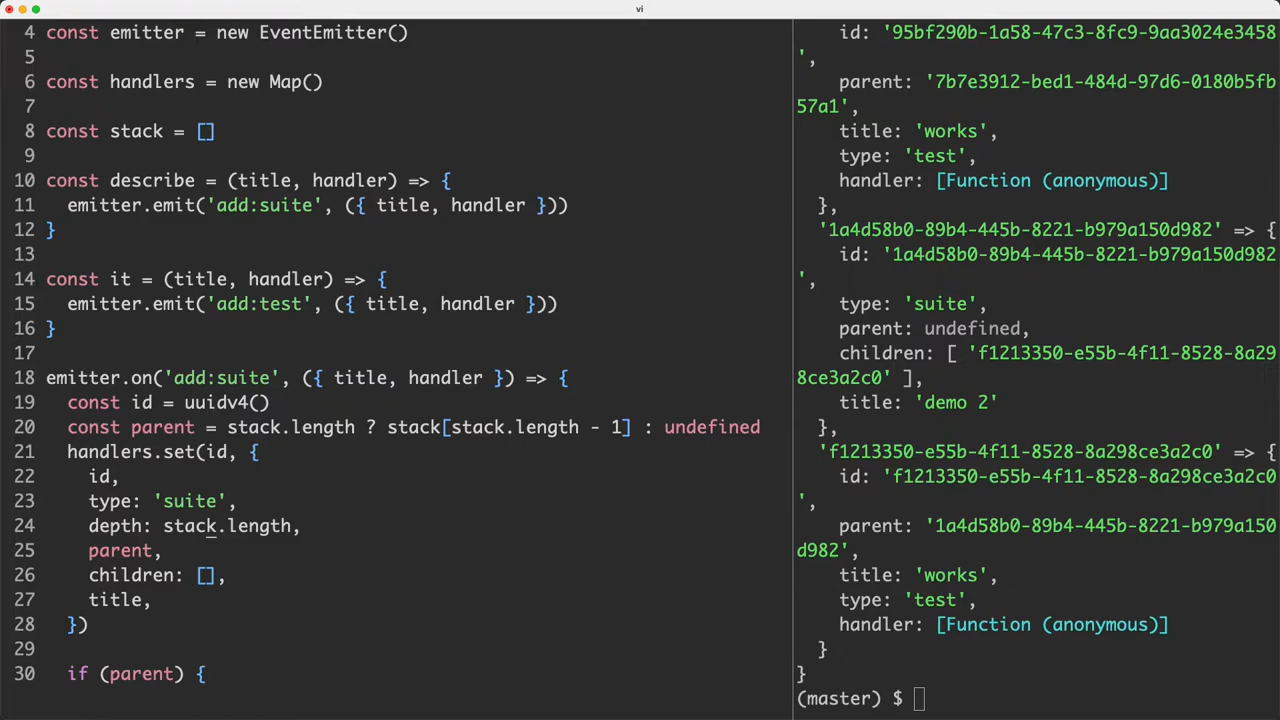 vi
4 const emitter = new EventEmitter()
5
6 const handlers = new Map()
7
8 const stack = []
9
10 const describe = (title, handler) => {
11   emitter.emit('add:suite', ({ title, handler }))
12 }
13
14 const it = (title, handler) => {
15   emitter.emit('add:test', ({ title, handler }))
16 }
17
18 emitter.on('add:suite', ({ title, handler }) => {
19   const id = uuidv4()
20   const parent = stack.length ? stack[stack.length - 1] : undefined
21   handlers.set(id, {
22     id,
23     type: 'suite',
24     depth: stack.length,
25     parent,
26     children: [],
27     title,
28   })
29
30   if (parent) {
    id: '95bf290b-1a58-47c3-8fc9-9aa3024e3458
',
    parent: '7b7e3912-bed1-484d-97d6-0180b5fb
57a1',
    title: 'works',
    type: 'test',
    handler: [Function (anonymous)]
  },
  '1a4d58b0-89b4-445b-8221-b979a150d982' => {
    id: '1a4d58b0-89b4-445b-8221-b979a150d982
',
    type: 'suite',
    parent: undefined,
    children: [ 'f1213350-e55b-4f11-8528-8a29
8ce3a2c0' ],
    title: 'demo 2'
  },
  'f1213350-e55b-4f11-8528-8a298ce3a2c0' => {
    id: 'f1213350-e55b-4f11-8528-8a298ce3a2c0
',
    parent: '1a4d58b0-89b4-445b-8221-b979a150
d982',
    title: 'works',
    type: 'test',
    handler: [Function (anonymous)]
  }
}
(master) $